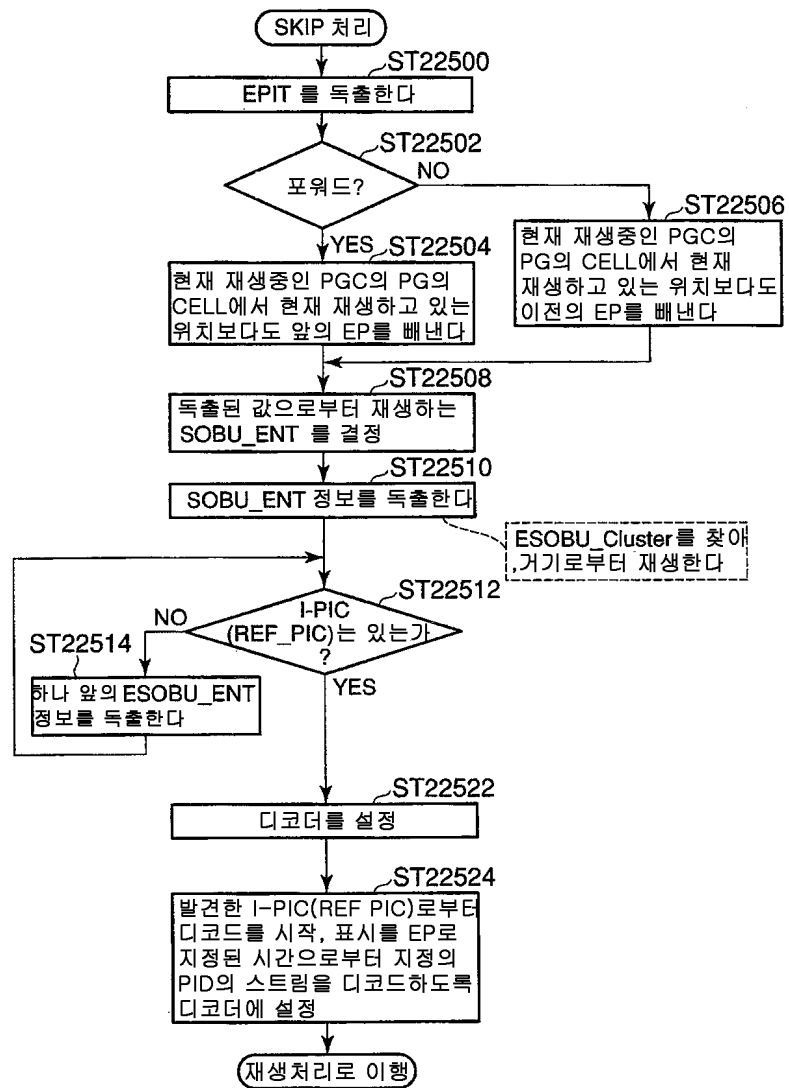 SKIP 처리
ST22500
EPIT 를 독출한다
ST22502
포워드?
NO
YES
ST22504
현재 재생중인 PGC의 PG의
CELL에서 현재 재생하고 있는
위치보다도 앞의 EP를 빼낸다
ST22506
현재 재생중인 PGC의
PG의 CELL에서 현재
재생하고 있는 위치보다도
이전의 EP를 빼낸다
ST22508
독출된 값으로부터 재생하는
SOBU_ENT 를 결정
ST22510
SOBU_ENT 정보를 독출한다
ESOBU_Cluster를 찾아
,거기로부터 재생한다
ST22512
I-PIC
(REF_PIC)는 있는가
?
NO
YES
ST22514
하나 앞의 ESOBU_ENT
정보를 독출한다
ST22522
디코더를 설정
ST22524
발견한 I-PIC(REF PIC)로부터
디코드를 시작, 표시를 EP로
지정된 시간으로부터 지정의
PID의 스트림을 디코드하도록
디코더에 설정
재생처리로 이행